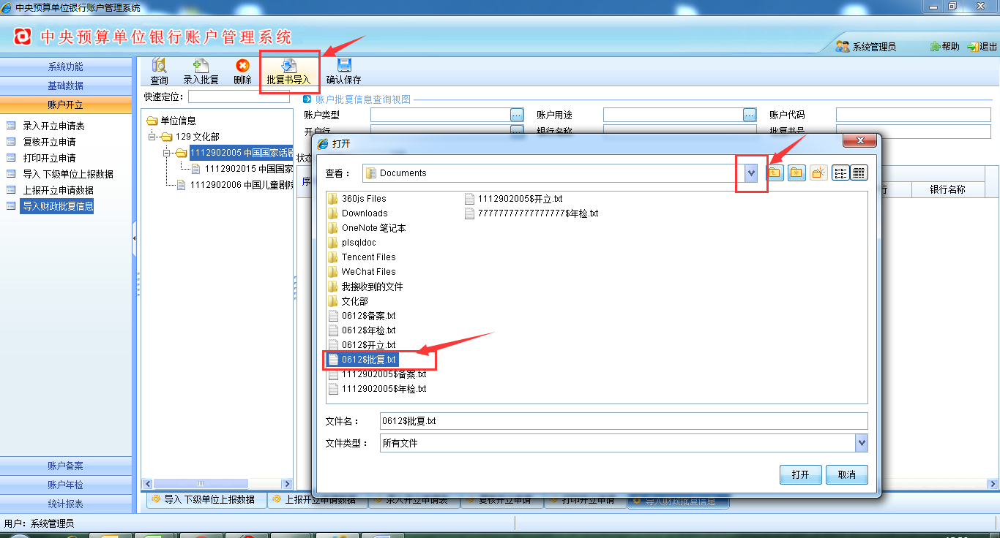 中央预算单位银行账户管理系统
中央预算单位银行账户管理系统
系统管理员 帮助 退出
系统功能
基础数据
账户开立
录入开立申请表
复核开立申请
打印开立申请
导入 下级单位上报数据
上报开立申请数据
导入财政批复信息
账户备案
账户年检
统计报表
查询 录入批复 删除 批复书导入 确认保存
快速定位：
单位信息
129 文化部
1112902005 中国国家话剧
1112902015 中国国家
1112902006 中国儿童剧院
账户批复信息查询视图
账户类型 账户用途 账户代码
开户行 银行名称 批复书号
状态
序
行 银行名称
打开
查看： Documents
360js Files
Downloads
OneNote 笔记本
plsqldoc
Tencent Files
WeChat Files
我接收到的文件
文化部
0612$备案.txt
0612$年检.txt
0612$开立.txt
0612$批复.txt
1112902005$备案.txt
1112902005$年检.txt
1112902005$开立.txt
77777777777777777$年检.txt
文件名： 0612$批复.txt
文件类型： 所有文件
打开 取消
导入 下级单位上报数据 上报开立申请数据 录入开立申请表 复核开立申请 打印开立申请 导入财政批复信息
用户：系统管理员